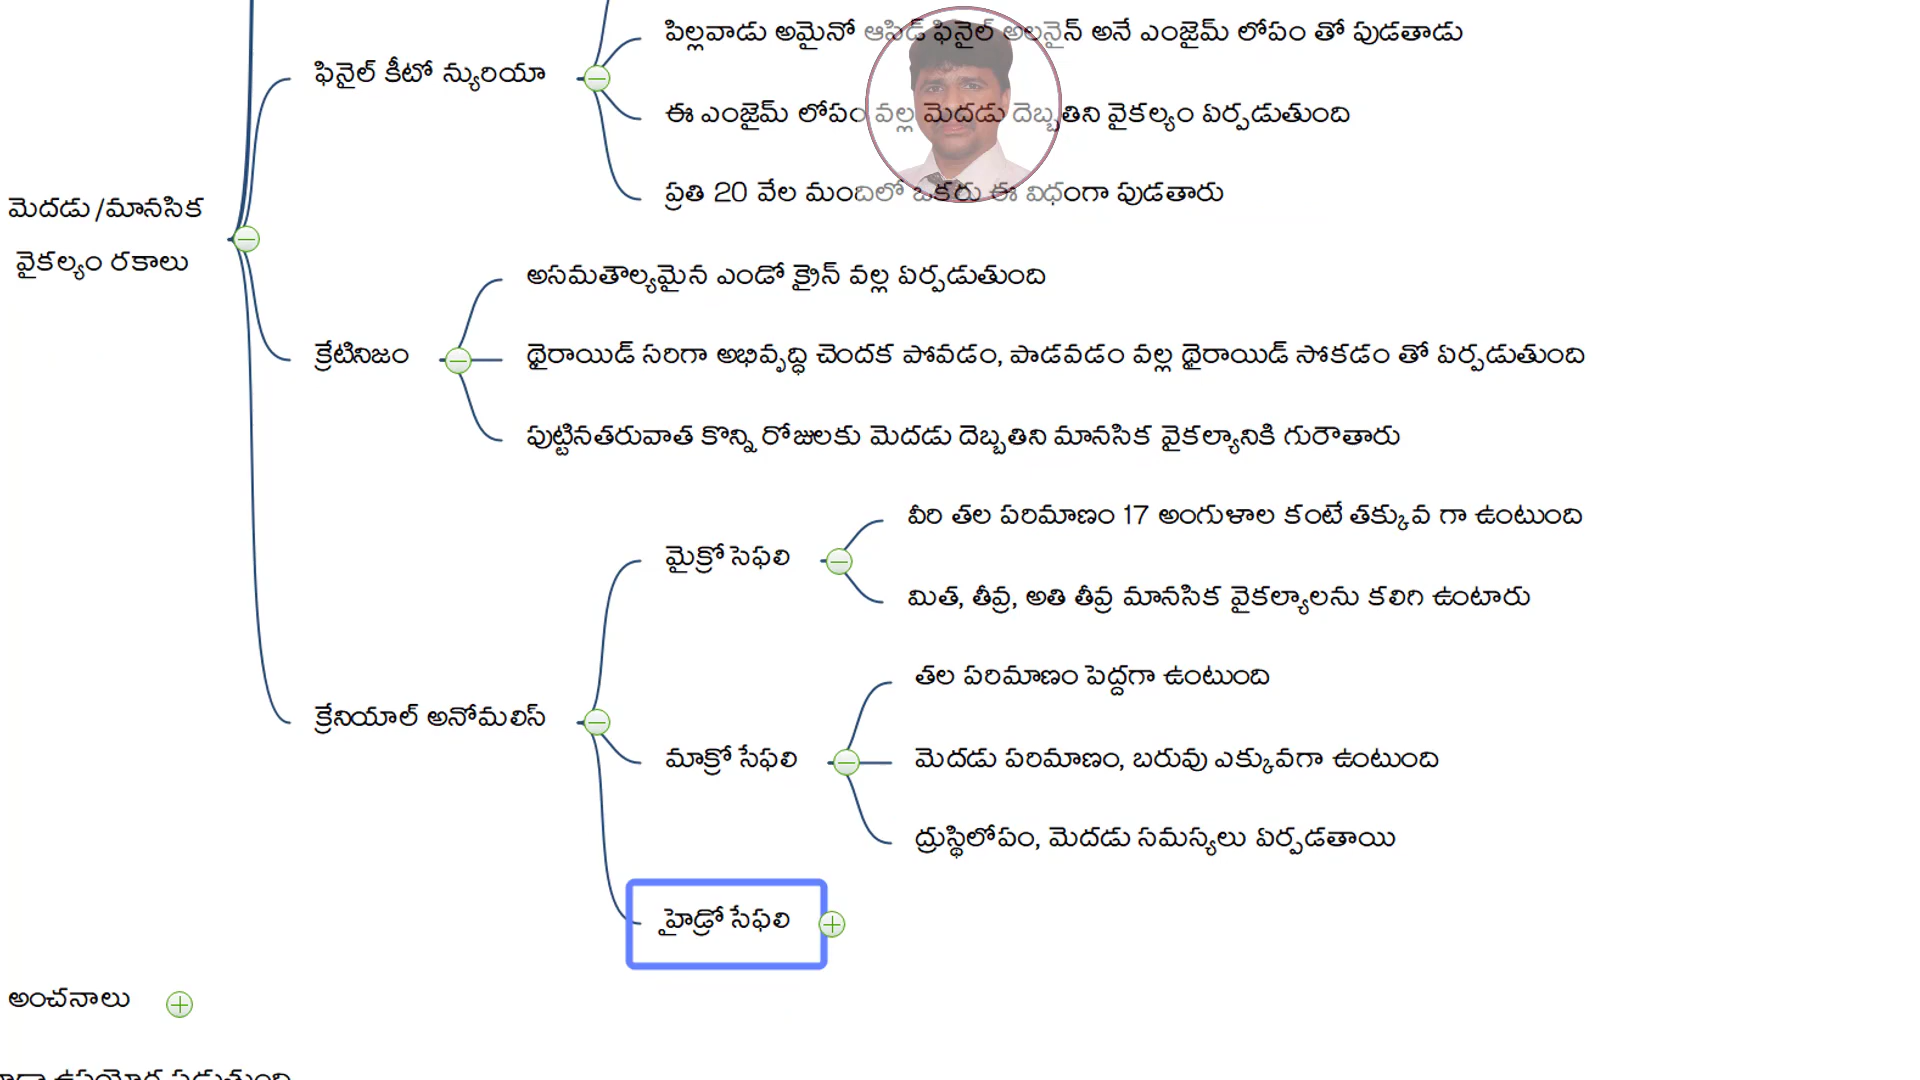 పిల్లవాడు అమైనో ఆసిడ్ ఫినైల్ అలనైన్ అనే ఎంజైమ్ లోపం తో పుడతాడు
ఫినైల్ కీటో న్యురియా
ఈ ఎంజైమ్ లోపం వల్ల మెదడు దెబ్బతిని వైకల్యం ఏర్పడుతుంది
ప్రతి 20 వేల మందిలో ఒకరు ఈ విధంగా పుడతారు
మెదడు /మానసిక
వైకల్యం రకాలు
అసమతౌల్యమైన ఎండో క్రైన్ వల్ల ఏర్పడుతుంది
క్రేటినిజం
థైరాయిడ్ సరిగా అభివృద్ధి చెందక పోవడం, పాడవడం వల్ల థైరాయిడ్ సోకడం తో ఏర్పడుతుంది
పుట్టినతరువాత కొన్ని రోజులకు మెదడు దెబ్బతిని మానసిక వైకల్యానికి గురౌతారు
వీరి తల పరిమాణం 17 అంగుళాల కంటే తక్కువ గా ఉంటుంది
మైక్రో సెఫలి
మిత, తీవ్ర, అతి తీవ్ర మానసిక వైకల్యాలను కలిగి ఉంటారు
తల పరిమాణం పెద్దగా ఉంటుంది
క్రేనియాల్ అనోమలిస్
మాక్రో సేఫలి
మెదడు పరిమాణం, బరువు ఎక్కువగా ఉంటుంది
ద్రుస్థిలోపం, మెదడు సమస్యలు ఏర్పడతాయి
హైడ్రో సేఫలి
అంచనాలు